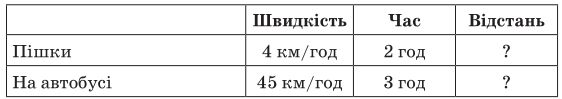 Швидкість Час Відстань
Пішки 4 км/год 2 год ?
На автобусі 45 км/год 3 год ?